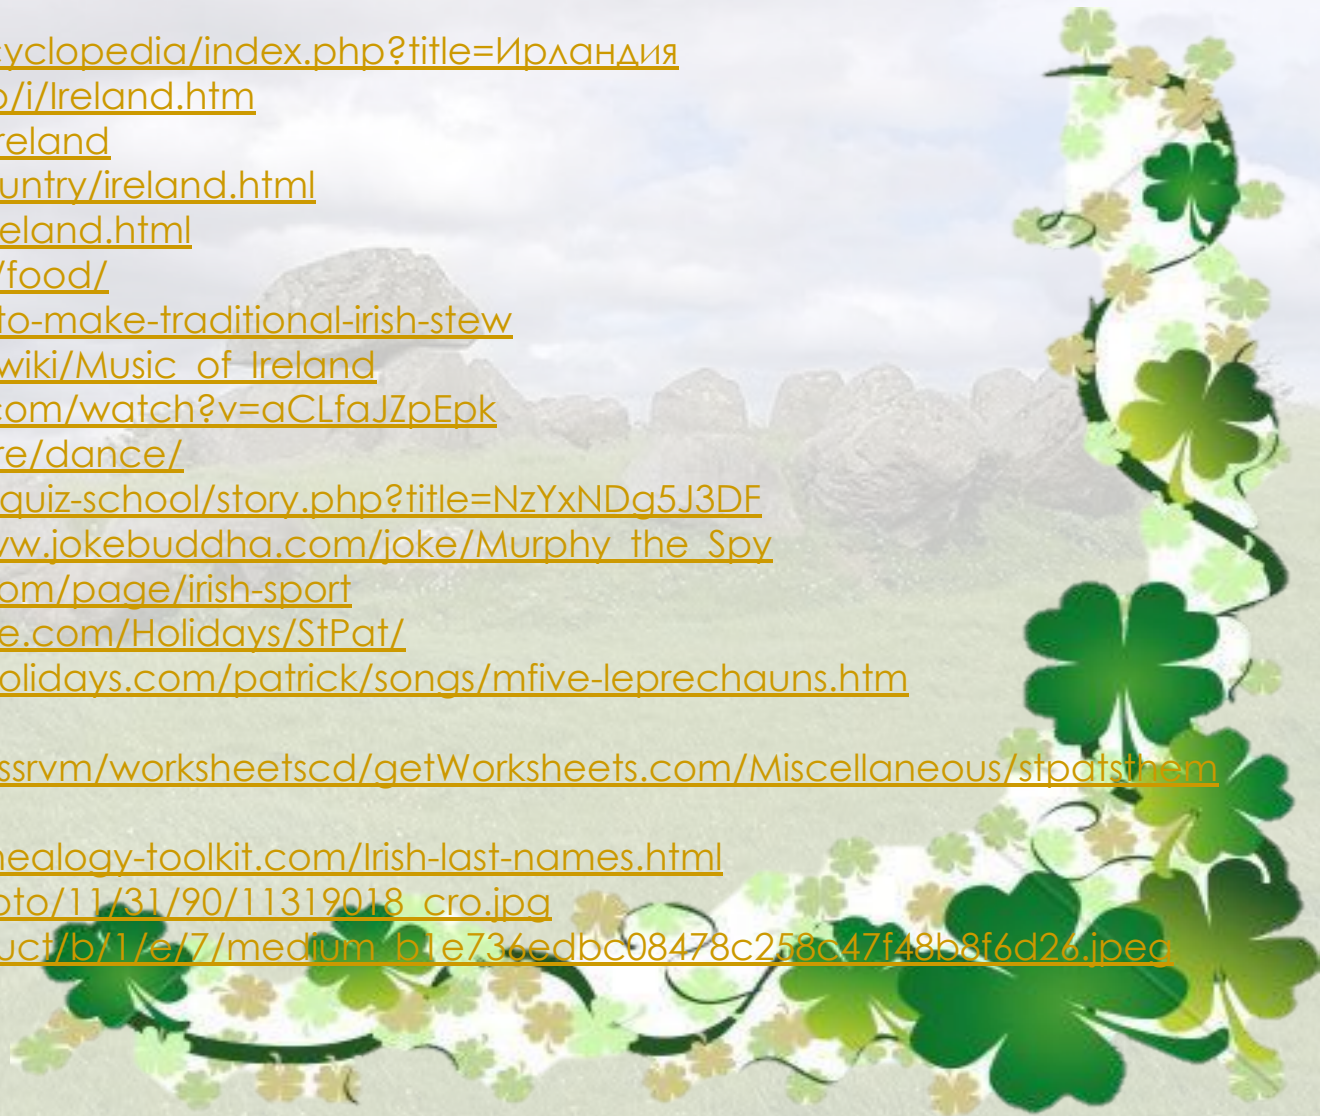 cyclopedia/index.php?title=Ирландия
o/i/Ireland.htm
reland
untry/ireland.html
eland.html
/food/
to-make-traditional-irish-stew
wiki/Music_of_Ireland
com/watch?v=aCLfaJZpEpk
re/dance/
quiz-school/story.php?title=NzYxNDg5J3DF
ww.jokebuddha.com/joke/Murphy_the_Spy
om/page/irish-sport
e.com/Holidays/StPat/
olidays.com/patrick/songs/mfive-leprechauns.htm
ssrvm/worksheetscd/getWorksheets.com/Miscellaneous/stpatsthem
nealogy-toolkit.com/Irish-last-names.html
oto/11/31/90/11319018_cro.jpg
uct/b/1/e/7/medium_b1e736edbc08478c258c47f48b8f6d26.jpeg